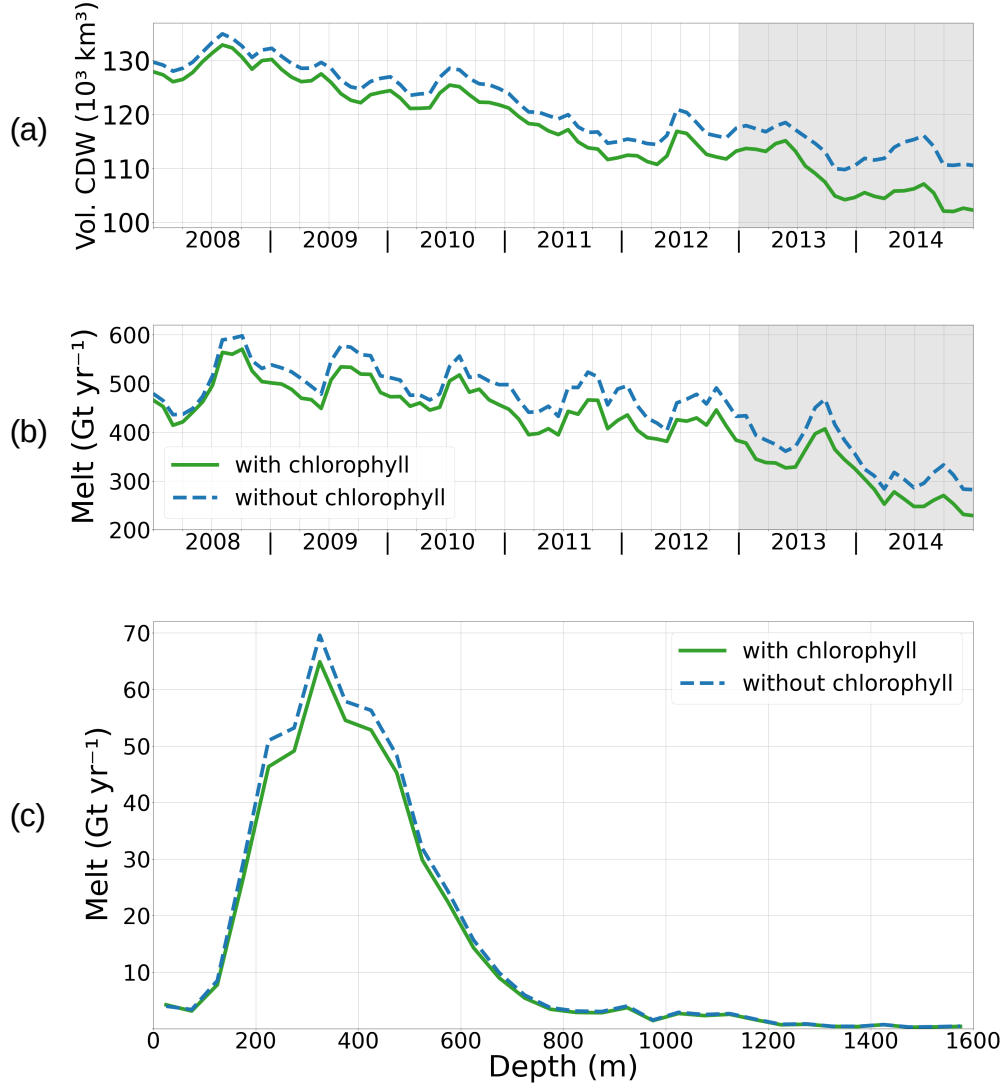 (a)
Vol. CDW (10³ km³)
130
120
110
100
2008 | 2009 | 2010 | 2011 | 2012 | 2013 | 2014
(b)
Melt (Gt yr⁻¹)
600
500
400
300
200
with chlorophyll
without chlorophyll
2008 | 2009 | 2010 | 2011 | 2012 | 2013 | 2014
(c)
Melt (Gt yr⁻¹)
70
60
50
40
30
20
10
with chlorophyll
without chlorophyll
0 200 400 600 800 1000 1200 1400 1600
Depth (m)